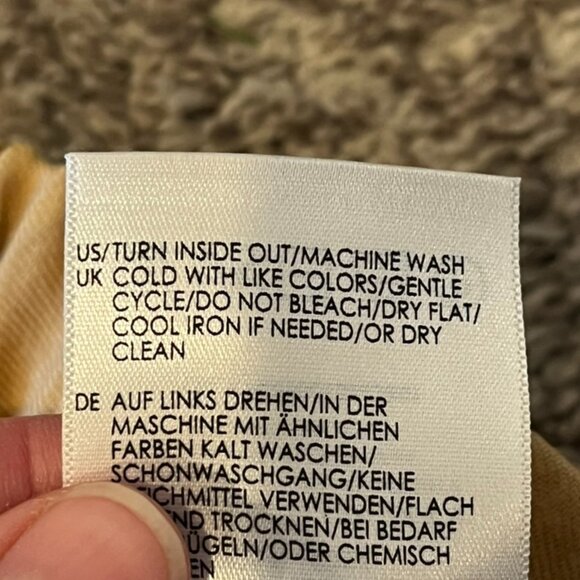 US/ TURN INSIDE OUT/MACHINE WASH
UK COLD WITH LIKE COLORS/GENTLE
CYCLE/DO NOT BLEACH/DRY FLAT/
COOL IRON IF NEEDED/OR DRY
CLEAN
DE AUF LINKS DREHEN/IN DER
MASCHINE MIT ÄHNLICHEN
FARBEN KALT WASCHEN/
SCHONWASCHGANG/KEINE
VERWENDEN/FLACH
TROCKNEN/BEI BEDARF
CHEMISCH